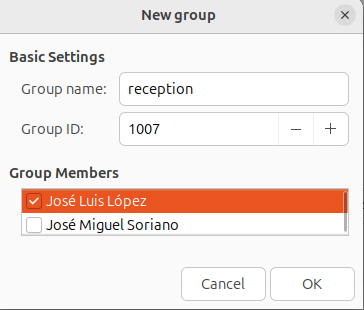 New group
Basic Settings
Group name: reception
Group ID: 1007
Group Members
José Luis López
José Miguel Soriano
Cancel OK